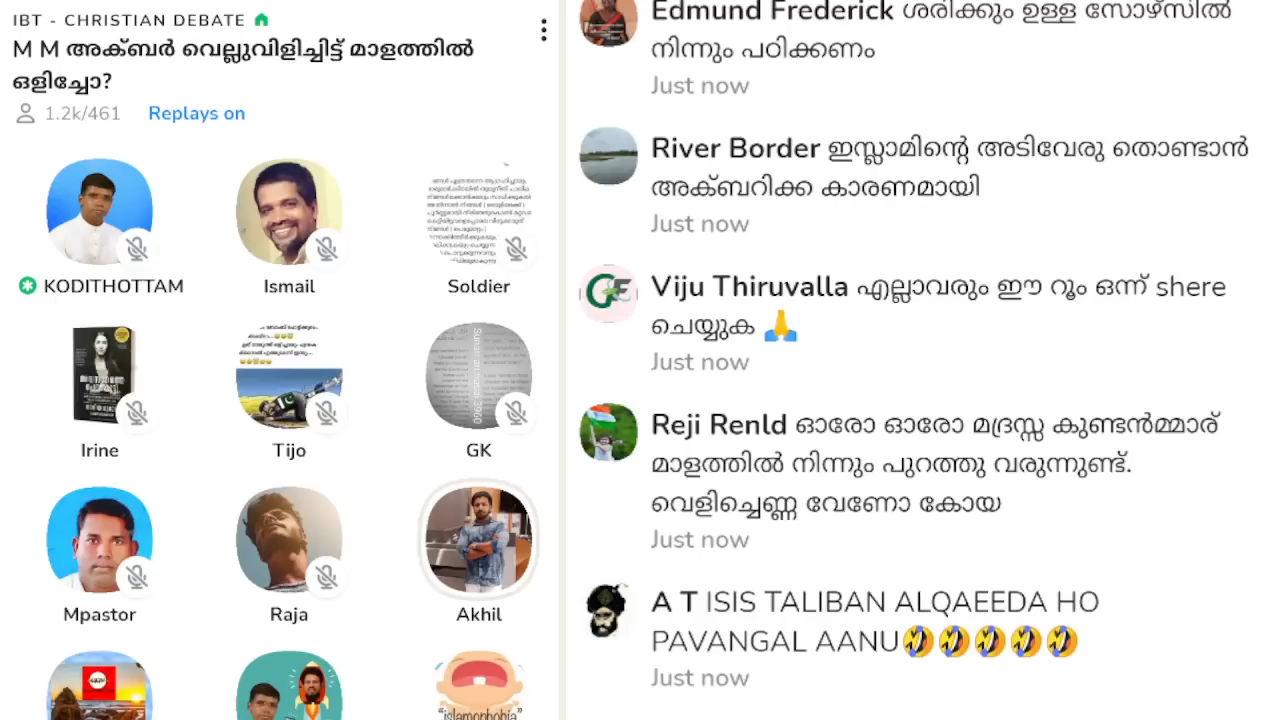 IBT - CHRISTIAN DEBATE
M M അക്ബർ വെല്ലുവിളിച്ചിട്ട് മാളത്തിൽ
ഒളിച്ചോ?
1.2k/461 Replays on
KODITHOTTAM
Ismail
Soldier
Irine
Tijo
GK
Mpastor
Raja
Akhil
"islamophobia"
Edmund Frederick ശരിക്കും ഉള്ള സോഴ്സിൽ
നിന്നും പഠിക്കണം
Just now
River Border ഇസ്ലാമിന്റെ അടിവേരു തൊണ്ടാൻ
അക്ബറിക്ക കാരണമായി
Just now
Viju Thiruvalla എല്ലാവരും ഈ റൂം ഒന്ന് shere
ചെയ്യുക 🙏
Just now
Reji Renld ഓരോ ഓരോ മദ്രസ്സ കുണ്ടൻമ്മാര്
മാളത്തിൽ നിന്നും പുറത്തു വരുന്നുണ്ട്.
വെളിച്ചെണ്ണ വേണോ കോയ
Just now
A T ISIS TALIBAN ALQAEEDA HO
PAVANGAL AANU🤣🤣🤣🤣🤣
Just now